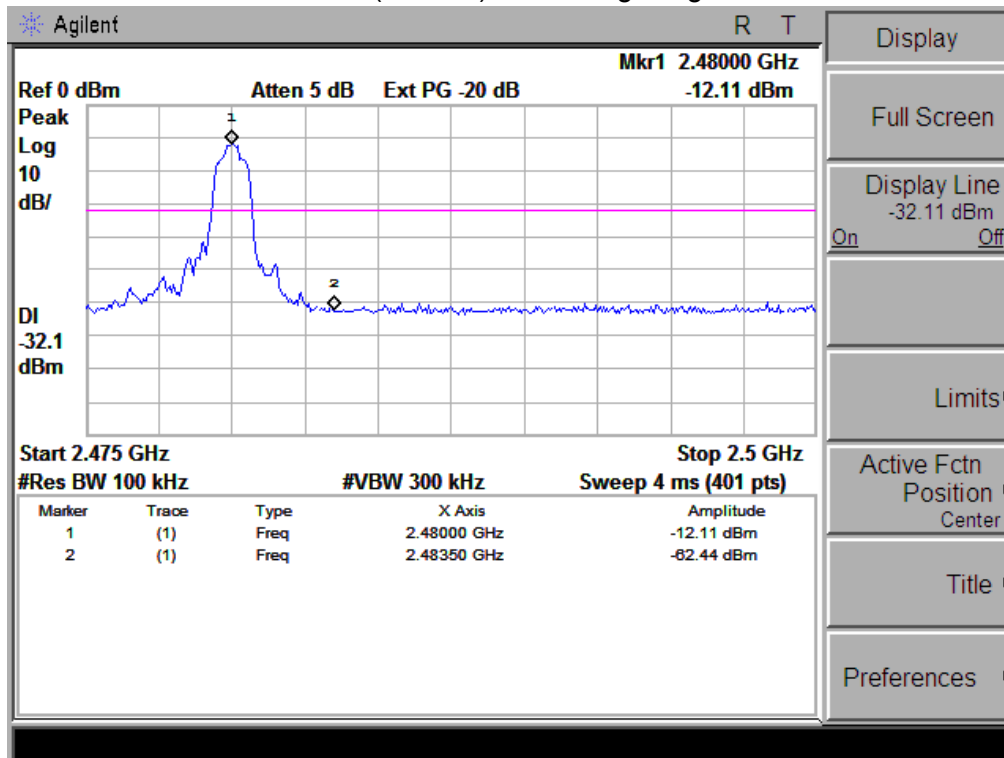 Agilent
R T
Mkr1 2.48000 GHz
Ref 0 dBm Atten 5 dB Ext PG -20 dB -12.11 dBm
Peak
Log
10
dB/
1
2
DI
-32.1
dBm
Start 2.475 GHz Stop 2.5 GHz
#Res BW 100 kHz #VBW 300 kHz Sweep 4 ms (401 pts)
Marker Trace Type X Axis Amplitude
1 (1) Freq 2.48000 GHz -12.11 dBm
2 (1) Freq 2.48350 GHz -62.44 dBm
Display
Full Screen
Display Line
-32.11 dBm
On Off
Limits
Active Fctn
Position
Center
Title
Preferences